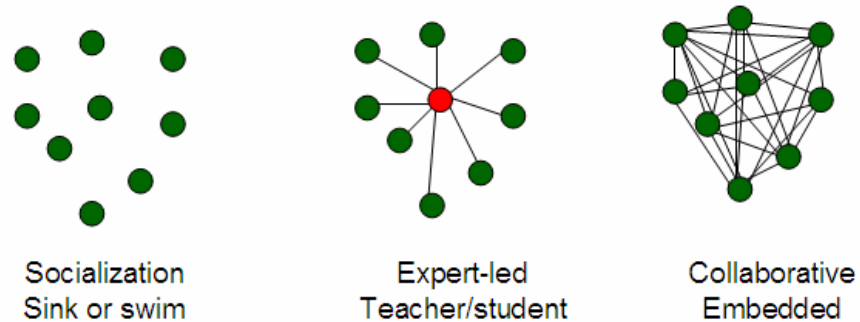 Socialization
Sink or swim
Expert-led
Teacher/student
Collaborative
Embedded